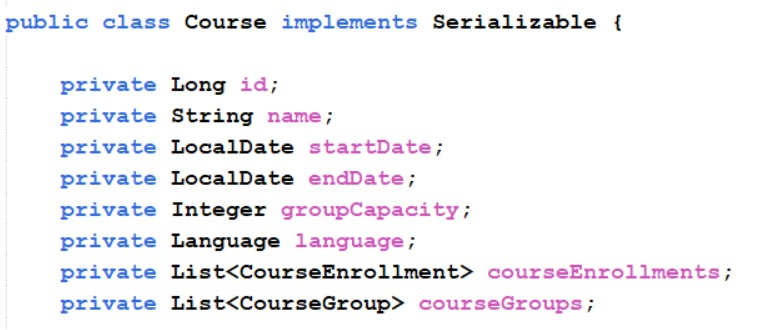 public class Course implements Serializable {
private Long id;
private String name;
private LocalDate startDate;
private LocalDate endDate;
private Integer groupCapacity;
private Language language;
private List<CourseEnrollment> courseEnrollments;
private List<CourseGroup> courseGroups;